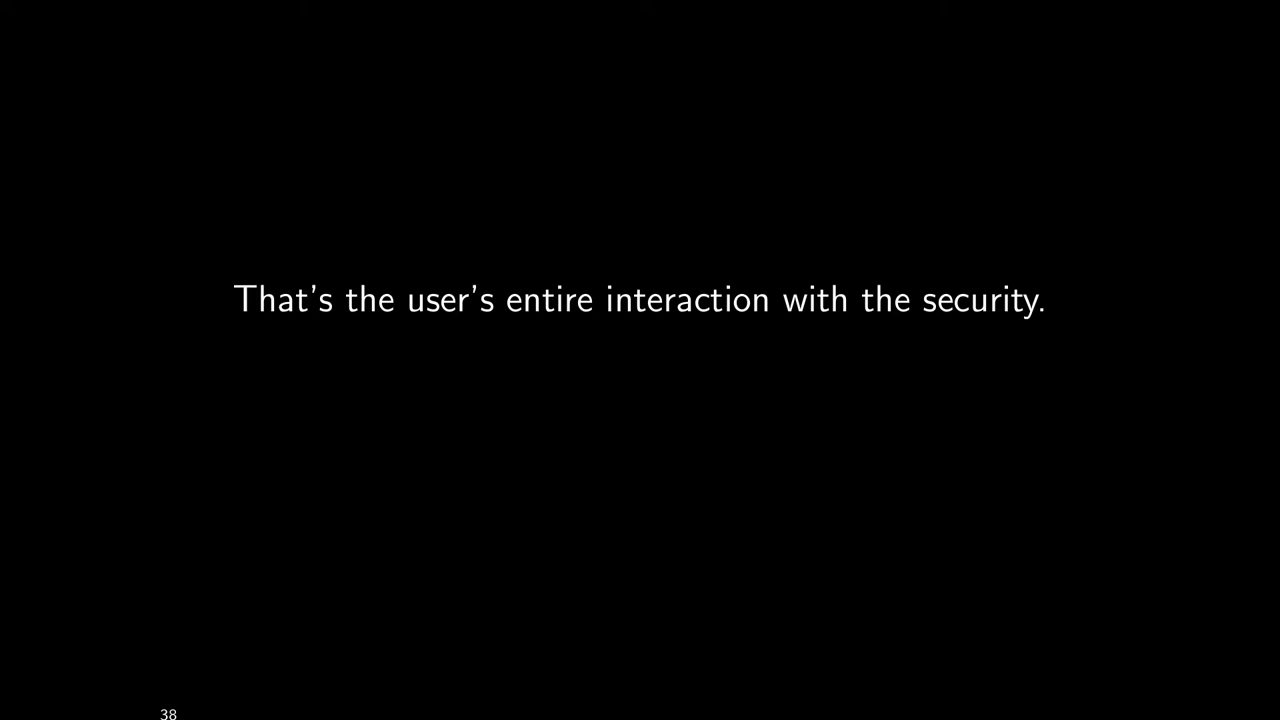 That's the user's entire interaction with the security.
38